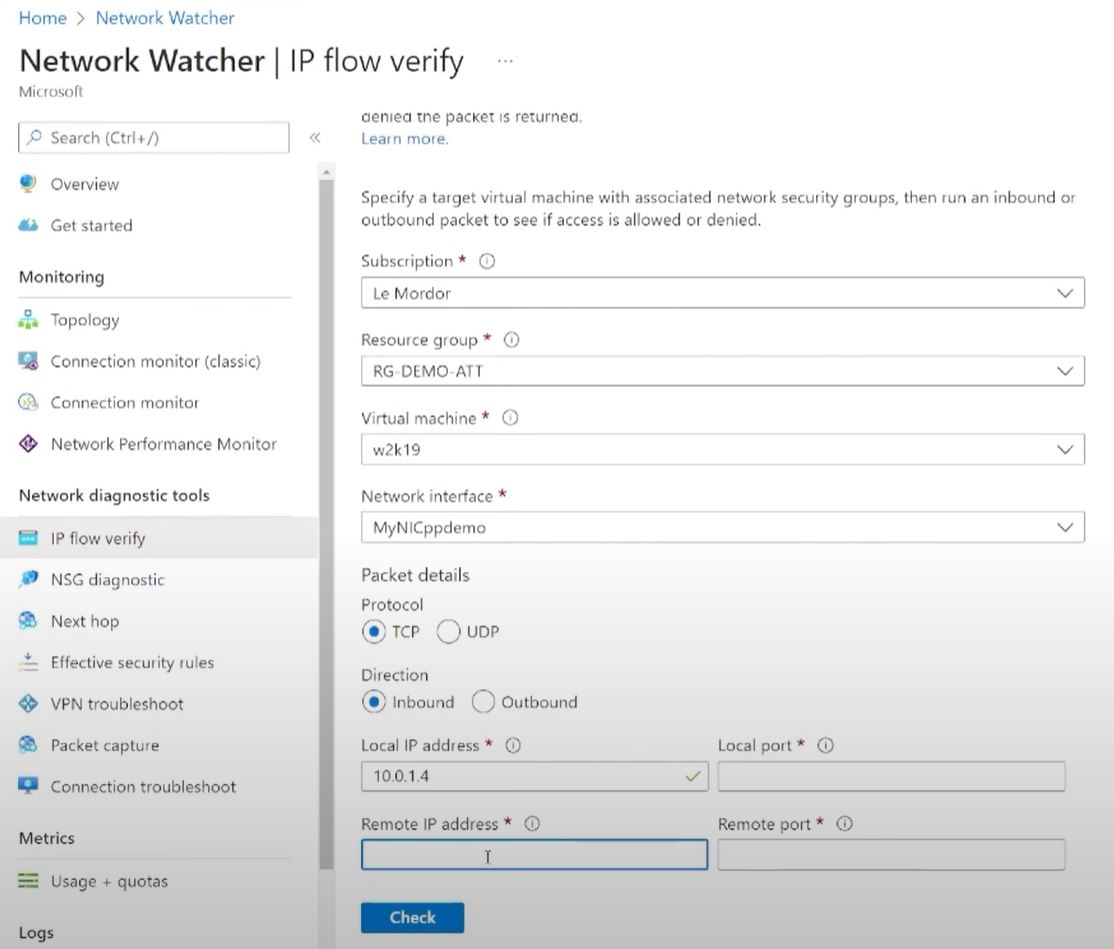 Home > Network Watcher
Network Watcher | IP flow verify ...
Microsoft
Search (Ctrl+/) «
Overview
Get started
Monitoring
Topology
Connection monitor (classic)
Connection monitor
Network Performance Monitor
Network diagnostic tools
IP flow verify
NSG diagnostic
Next hop
Effective security rules
VPN troubleshoot
Packet capture
Connection troubleshoot
Metrics
Usage + quotas
Logs
denied the packet is returned.
Learn more.
Specify a target virtual machine with associated network security groups, then run an inbound or
outbound packet to see if access is allowed or denied.
Subscription *
Le Mordor
Resource group *
RG-DEMO-ATT
Virtual machine *
w2k19
Network interface *
MyNICppdemo
Packet details
Protocol
TCP UDP
Direction
Inbound Outbound
Local IP address * Local port *
10.0.1.4
Remote IP address * Remote port *
Check